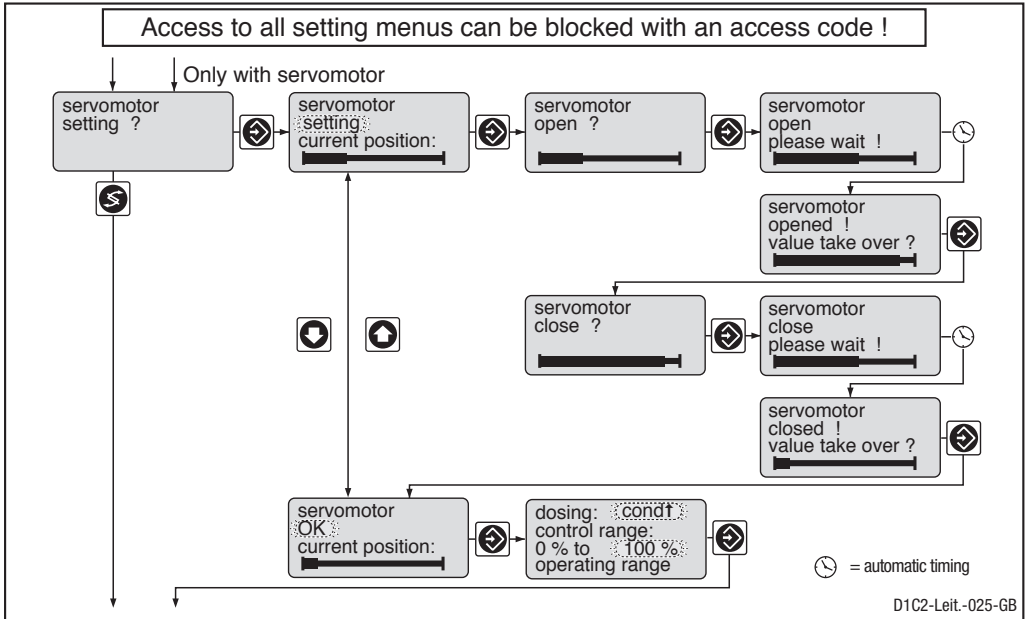 Access to all setting menus can be blocked with an access code !
Only with servomotor
servomotor
setting ?
servomotor
setting
current position:
servomotor
open ?
servomotor
open
please wait !
servomotor
opened !
value take over ?
servomotor
close ?
servomotor
close
please wait !
servomotor
closed !
value take over ?
servomotor
OK
current position:
dosing: cond↑
control range:
0 % to 100 %
operating range
= automatic timing
D1C2-Leit.-025-GB